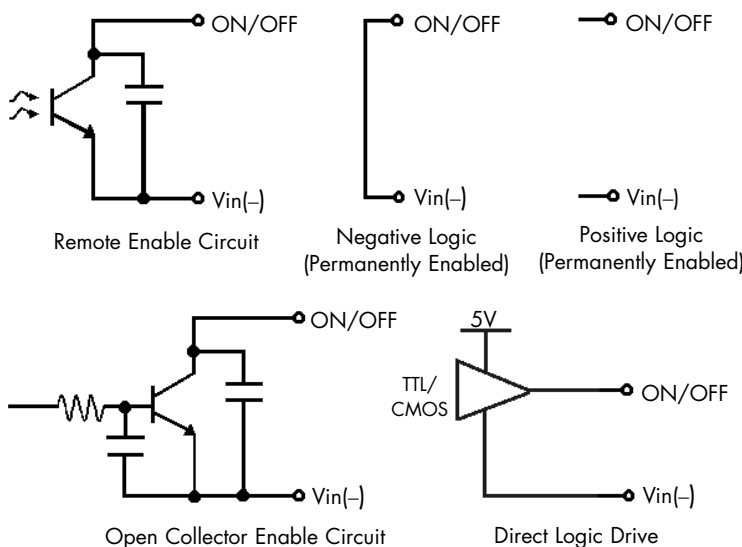 ON/OFF
Vin(–)
Remote Enable Circuit
ON/OFF
Vin(–)
Negative Logic
(Permanently Enabled)
ON/OFF
Vin(–)
Positive Logic
(Permanently Enabled)
ON/OFF
Vin(–)
Open Collector Enable Circuit
5V
TTL/
CMOS
ON/OFF
Vin(–)
Direct Logic Drive